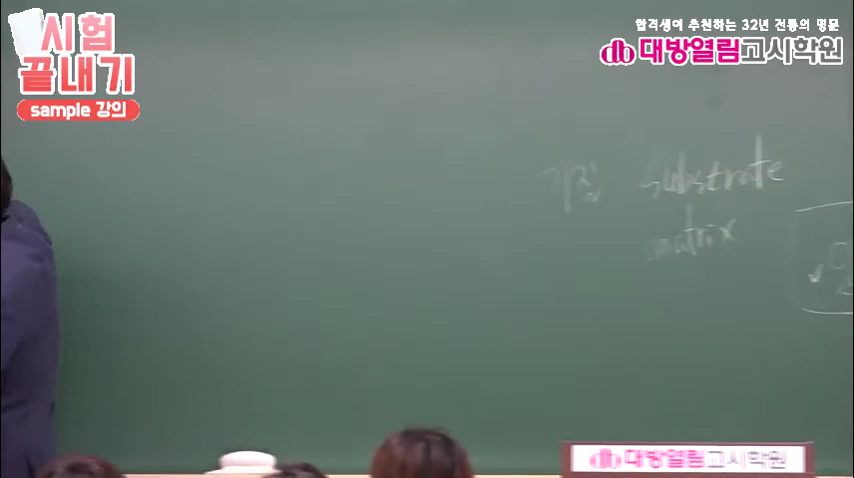 시험
끝내기
sample 강의
합격생이 추천하는 32년 전통의 명문
db 대방열림고시학원
기질 substrate
matrix
db 대방열림고시학원